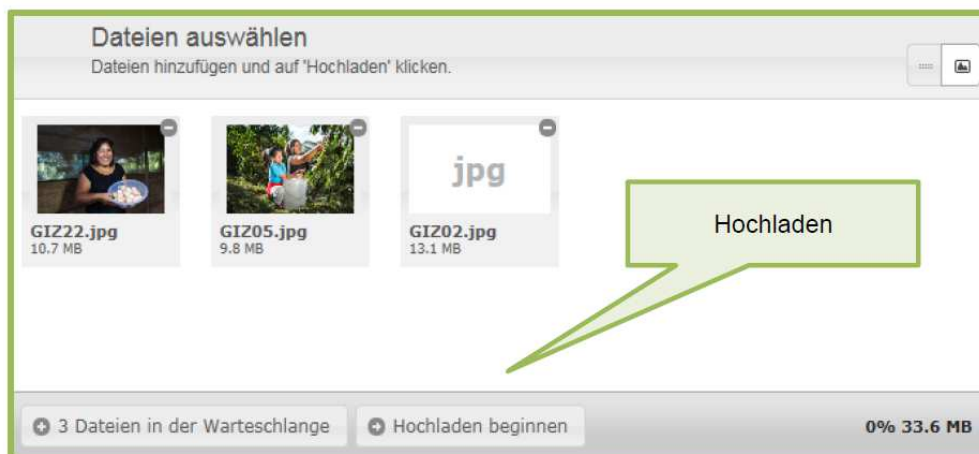 Dateien auswählen
Dateien hinzufügen und auf 'Hochladen' klicken.
jpg
GIZ22.jpg
10.7 MB
GIZ05.jpg
9.8 MB
GIZ02.jpg
13.1 MB
Hochladen
3 Dateien in der Warteschlange
Hochladen beginnen
0% 33.6 MB